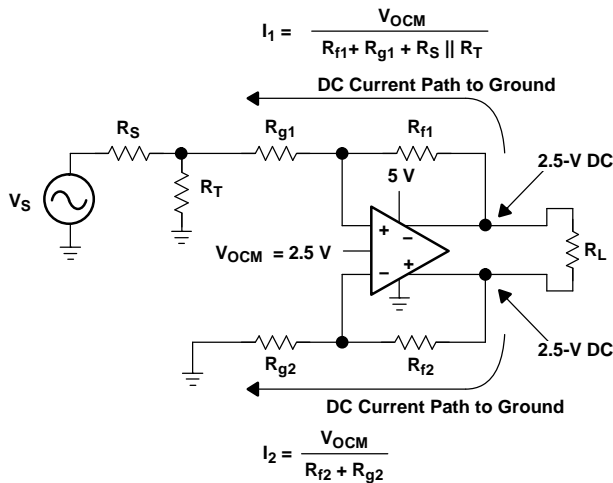 I1 = VOCM
Rf1+ Rg1 + RS || RT
DC Current Path to Ground
RS
Rg1
Rf1
2.5-V DC
5 V
VS
RT
+
−
VOCM = 2.5 V
RL
−
+
Rg2
Rf2
2.5-V DC
DC Current Path to Ground
I2 = VOCM
Rf2 + Rg2